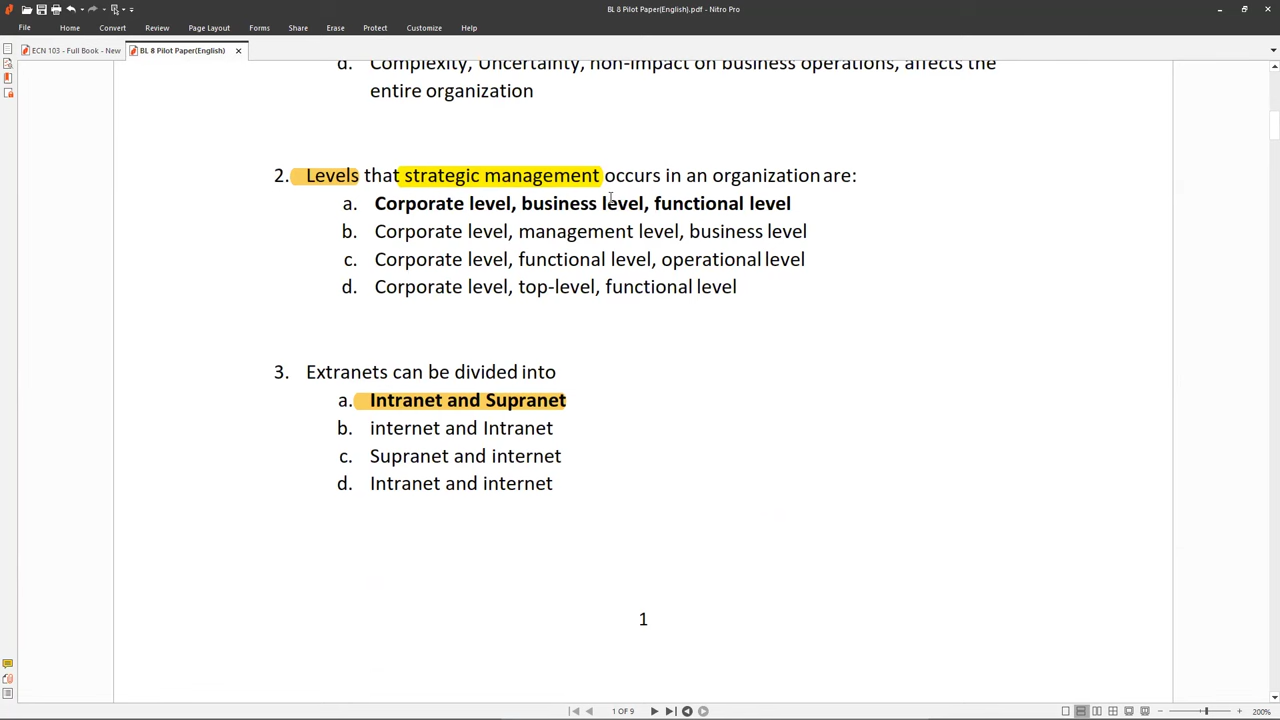 BL 8 Pilot Paper(English).pdf - Nitro Pro
File Home Convert Review Page Layout Forms Share Erase Protect Customize Help
ECN 103 - Full Book - New BL 8 Pilot Paper(English)
d. Complexity, Uncertainty, non-impact on business operations, affects the
entire organization
2. Levels that strategic management occurs in an organization are:
a. Corporate level, business level, functional level
b. Corporate level, management level, business level
c. Corporate level, functional level, operational level
d. Corporate level, top-level, functional level
3. Extranets can be divided into
a. Intranet and Supranet
b. internet and Intranet
c. Supranet and internet
d. Intranet and internet
1
1 OF 9
200%